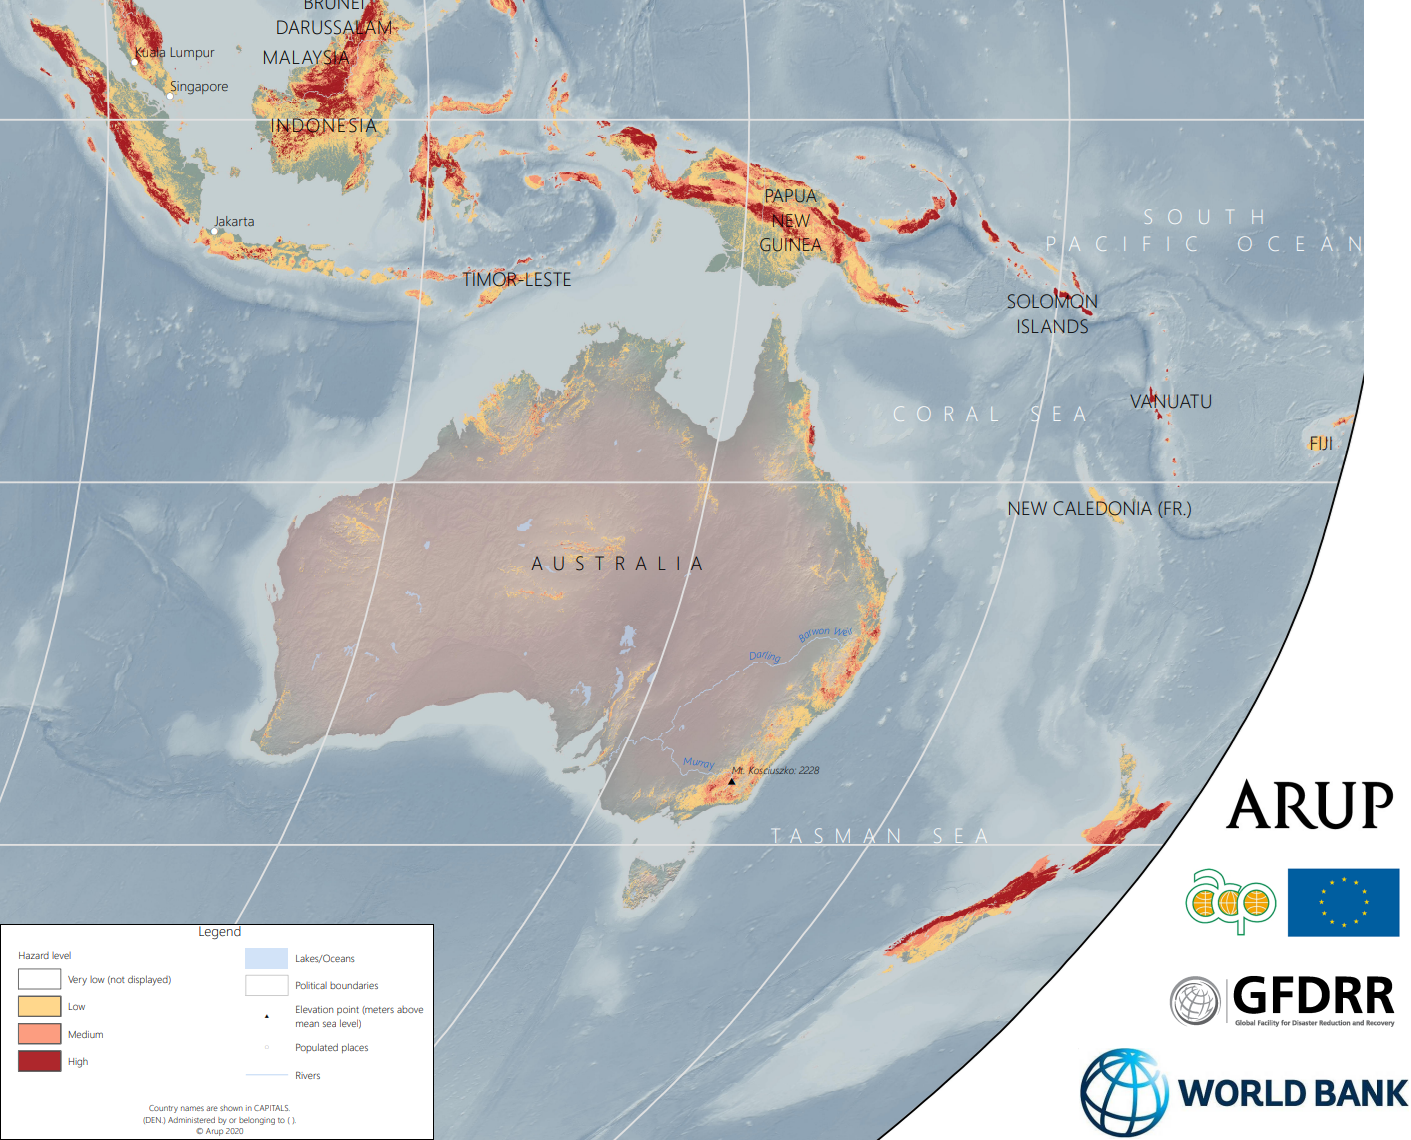 BRUNEI
DARUSSALAM
MALAYSIA
Kuala Lumpur
Singapore
INDONESIA
Jakarta
TIMOR-LESTE
PAPUA
NEW
GUINEA
SOUTH
PACIFIC OCEAN
SOLOMON
ISLANDS
VANUATU
CORAL SEA
FIJI
NEW CALEDONIA (FR.)
AUSTRALIA
Barwon Weil
Darling
Murray
Mt. Kosciuszko: 2228
TASMAN SEA
Legend
Hazard level
Very low (not displayed)
Low
Medium
High
Lakes/Oceans
Political boundaries
Elevation point (meters above
mean sea level)
Populated places
Rivers
Country names are shown in CAPITALS.
(DEN.) Administered by or belonging to ( ).
© Arup 2020
ARUP
acp
GFDRR
Global Facility for Disaster Reduction and Recovery
WORLD BANK